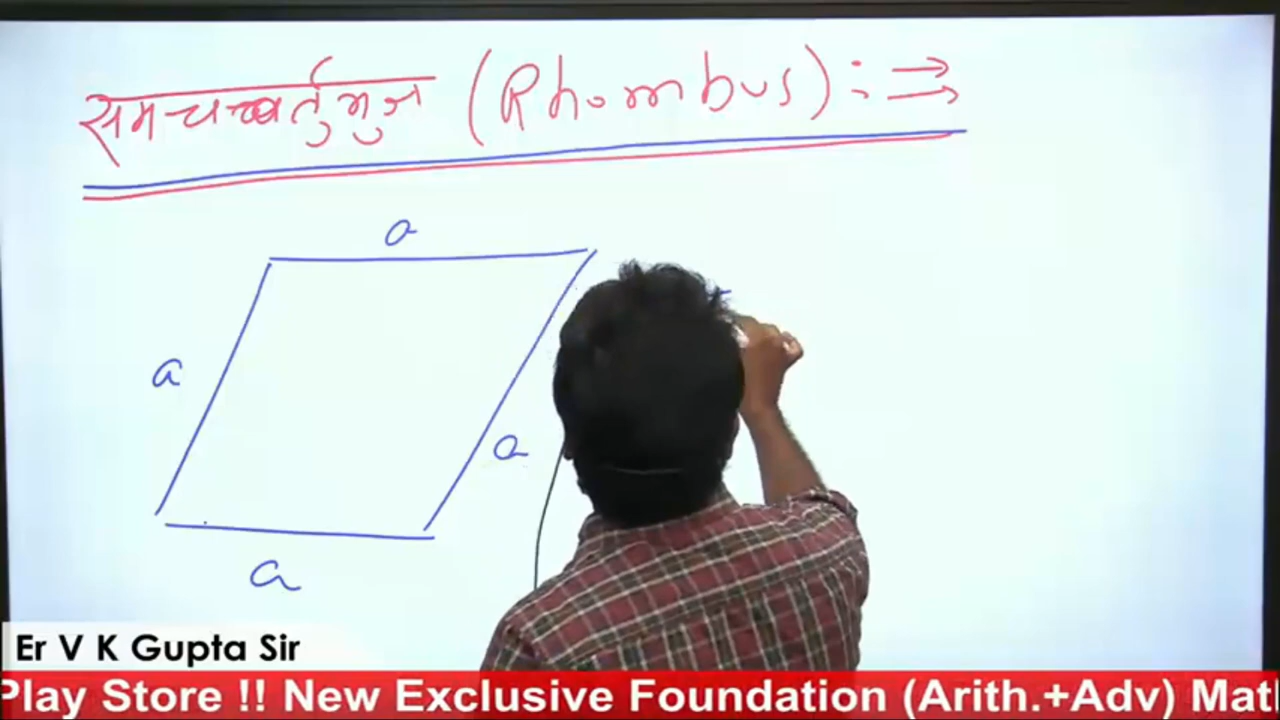 समचतुर्भुज (Rhombus) : ⇒
a
a
a
a
Er V K Gupta Sir
Play Store !! New Exclusive Foundation (Arith.+Adv) Mat